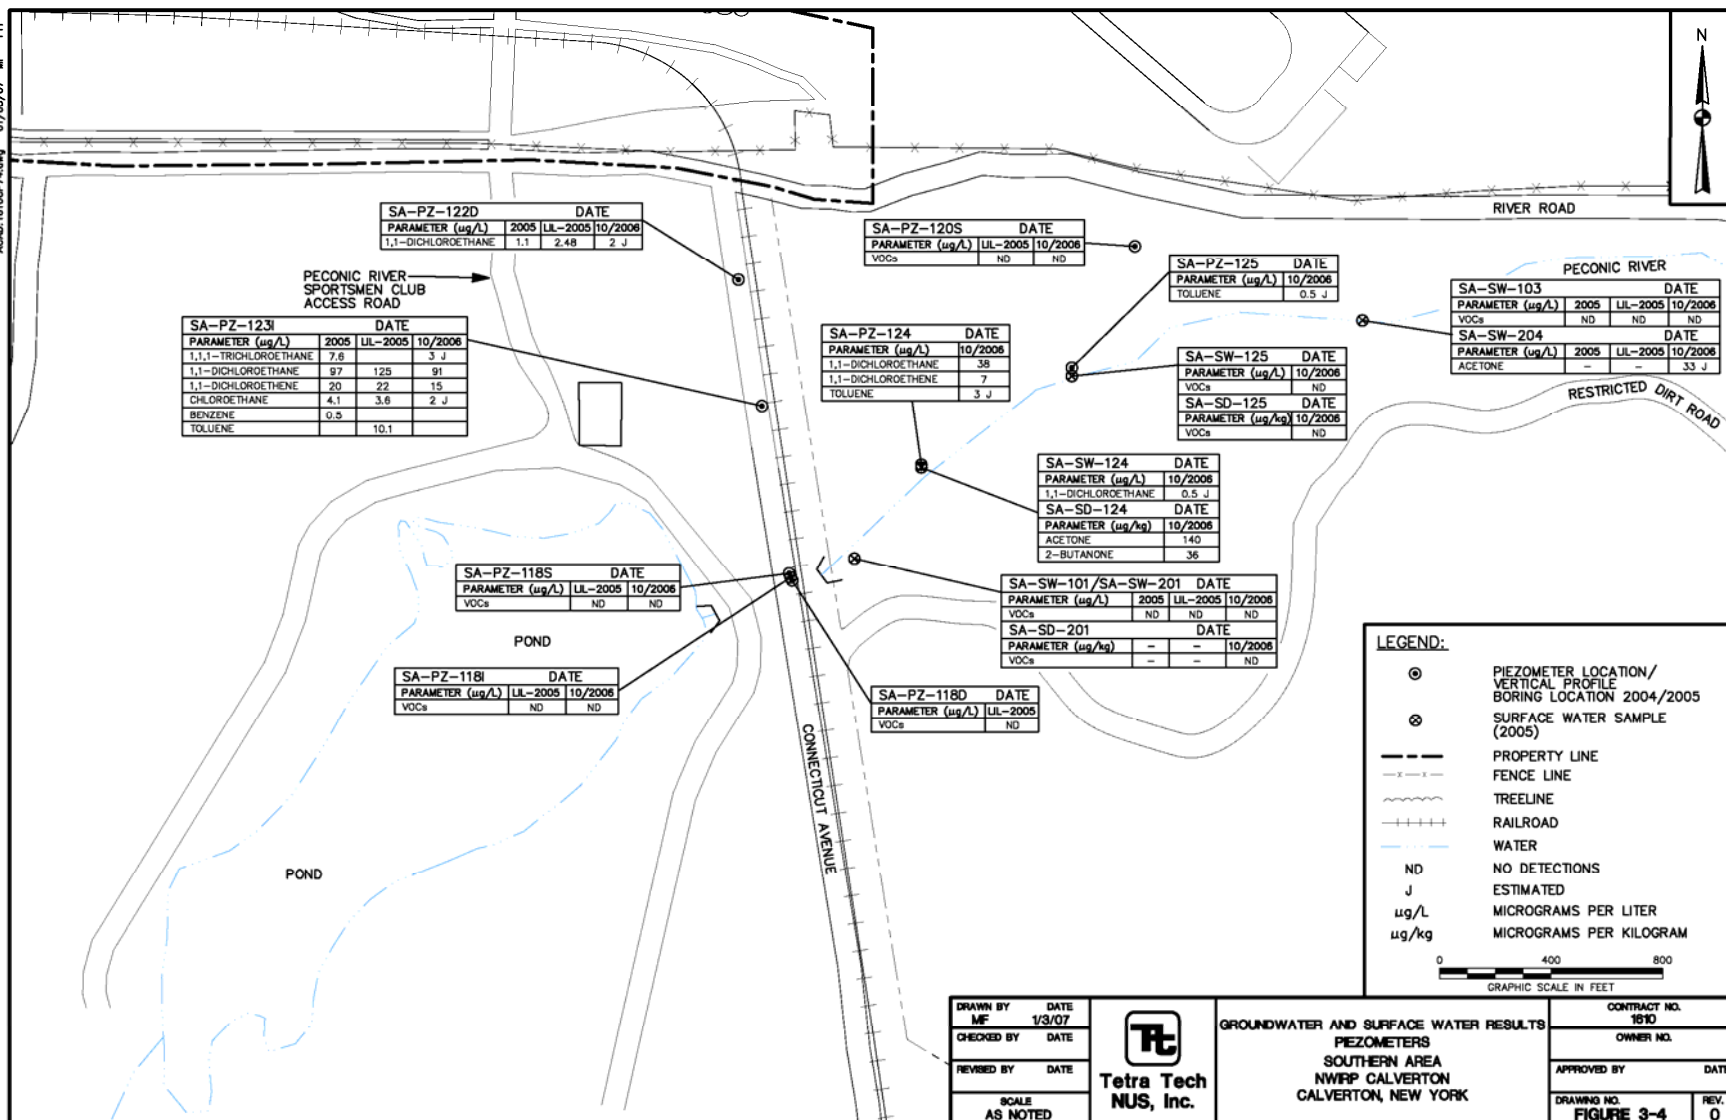 N
RIVER ROAD
SA-PZ-122D DATE
PARAMETER (µg/L) 2005 LIL-2005 10/2006
1,1-DICHLOROETHANE 1.1 2.48 2 J
SA-PZ-120S DATE
PARAMETER (µg/L) LIL-2005 10/2006
VOCs ND ND
PECONIC RIVER
SPORTSMEN CLUB
ACCESS ROAD
SA-PZ-125 DATE
PARAMETER (µg/L) 10/2006
TOLUENE 0.5 J
PECONIC RIVER
SA-SW-103 DATE
PARAMETER (µg/L) 2005 LIL-2005 10/2006
VOCs ND ND ND
SA-SW-204 DATE
PARAMETER (µg/L) 2005 LIL-2005 10/2006
ACETONE - - 33 J
SA-PZ-123I DATE
PARAMETER (µg/L) 2005 LIL-2005 10/2006
1,1,1-TRICHLOROETHANE 7.6 3 J
1,1-DICHLOROETHANE 97 125 91
1,1-DICHLOROETHENE 20 22 15
CHLOROETHANE 4.1 3.6 2 J
BENZENE 0.5
TOLUENE 10.1
SA-PZ-124 DATE
PARAMETER (µg/L) 10/2006
1,1-DICHLOROETHANE 38
1,1-DICHLOROETHENE 7
TOLUENE 3 J
SA-SW-125 DATE
PARAMETER (µg/L) 10/2006
VOCs ND
SA-SD-125 DATE
PARAMETER (µg/kg) 10/2006
VOCs ND
RESTRICTED DIRT ROAD
SA-SW-124 DATE
PARAMETER (µg/L) 10/2006
1,1-DICHLOROETHANE 0.5 J
SA-SD-124 DATE
PARAMETER (µg/kg) 10/2006
ACETONE 140
2-BUTANONE 36
SA-PZ-118S DATE
PARAMETER (µg/L) LIL-2005 10/2006
VOCs ND ND
SA-SW-101/SA-SW-201 DATE
PARAMETER (µg/L) 2005 LIL-2005 10/2006
VOCs ND ND ND
SA-SD-201 DATE
PARAMETER (µg/kg) - - 10/2006
VOCs - - ND
POND
SA-PZ-118I DATE
PARAMETER (µg/L) LIL-2005 10/2006
VOCs ND ND
SA-PZ-118D DATE
PARAMETER (µg/L) LIL-2005
VOCs ND
CONNECTICUT AVENUE
POND
LEGEND:
PIEZOMETER LOCATION/
VERTICAL PROFILE
BORING LOCATION 2004/2005
SURFACE WATER SAMPLE
(2005)
PROPERTY LINE
FENCE LINE
TREELINE
RAILROAD
WATER
ND NO DETECTIONS
J ESTIMATED
µg/L MICROGRAMS PER LITER
µg/kg MICROGRAMS PER KILOGRAM
0 400 800
GRAPHIC SCALE IN FEET
DRAWN BY DATE
MF 1/3/07
CHECKED BY DATE
REVISED BY DATE
SCALE
AS NOTED
Tetra Tech
NUS, Inc.
GROUNDWATER AND SURFACE WATER RESULTS
PIEZOMETERS
SOUTHERN AREA
NWIRP CALVERTON
CALVERTON, NEW YORK
CONTRACT NO.
1610
OWNER NO.
APPROVED BY DATE
DRAWING NO.
FIGURE 3-4
REV.
0